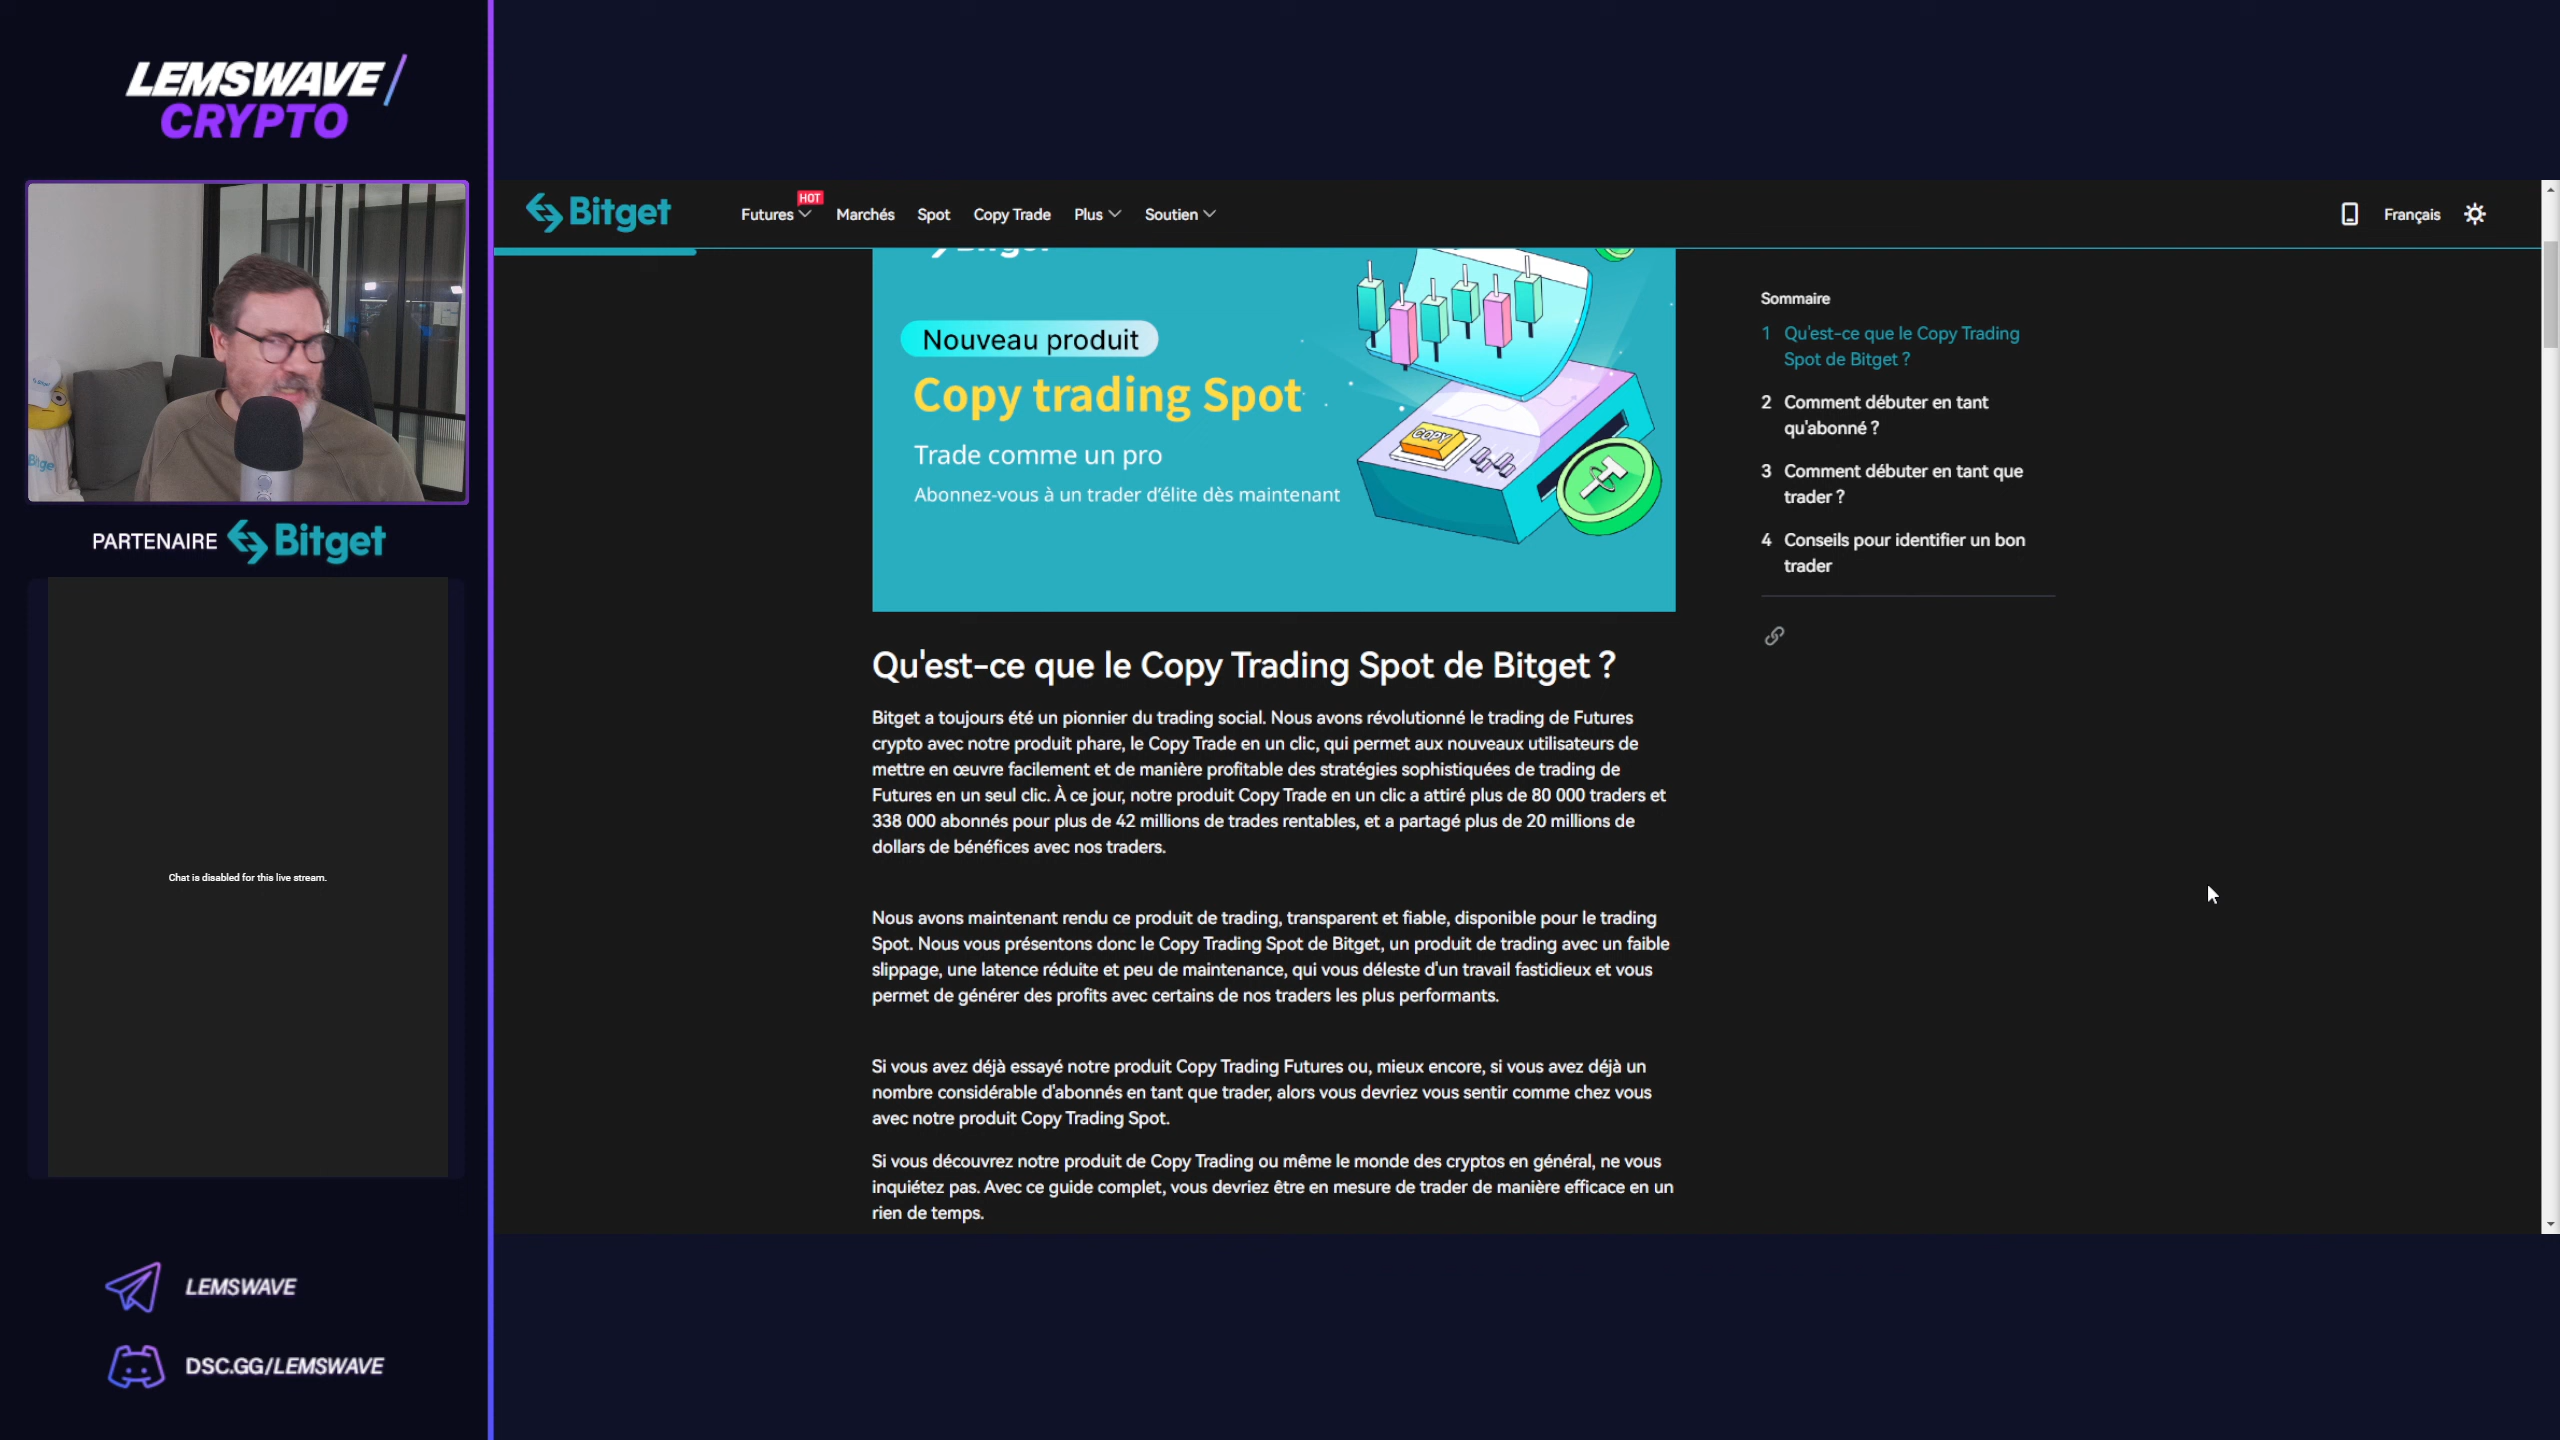 LEMSWAVE/
CRYPTO
PARTENAIRE Bitget
Chat is disabled for this live stream.
LEMSWAVE
DSC.GG/LEMSWAVE
Bitget
Futures
HOT
Marchés
Spot
Copy Trade
Plus
Soutien
Français
Nouveau produit
Copy trading Spot
Trade comme un pro
Abonnez-vous à un trader d’élite dès maintenant
COPY
Qu'est-ce que le Copy Trading Spot de Bitget ?
Bitget a toujours été un pionnier du trading social. Nous avons révolutionné le trading de Futures
crypto avec notre produit phare, le Copy Trade en un clic, qui permet aux nouveaux utilisateurs de
mettre en œuvre facilement et de manière profitable des stratégies sophistiquées de trading de
Futures en un seul clic. À ce jour, notre produit Copy Trade en un clic a attiré plus de 80 000 traders et
338 000 abonnés pour plus de 42 millions de trades rentables, et a partagé plus de 20 millions de
dollars de bénéfices avec nos traders.
Nous avons maintenant rendu ce produit de trading, transparent et fiable, disponible pour le trading
Spot. Nous vous présentons donc le Copy Trading Spot de Bitget, un produit de trading avec un faible
slippage, une latence réduite et peu de maintenance, qui vous déleste d'un travail fastidieux et vous
permet de générer des profits avec certains de nos traders les plus performants.
Si vous avez déjà essayé notre produit Copy Trading Futures ou, mieux encore, si vous avez déjà un
nombre considérable d'abonnés en tant que trader, alors vous devriez vous sentir comme chez vous
avec notre produit Copy Trading Spot.
Si vous découvrez notre produit de Copy Trading ou même le monde des cryptos en général, ne vous
inquiétez pas. Avec ce guide complet, vous devriez être en mesure de trader de manière efficace en un
rien de temps.
Sommaire
1 Qu'est-ce que le Copy Trading
Spot de Bitget ?
2 Comment débuter en tant
qu'abonné ?
3 Comment débuter en tant que
trader ?
4 Conseils pour identifier un bon
trader